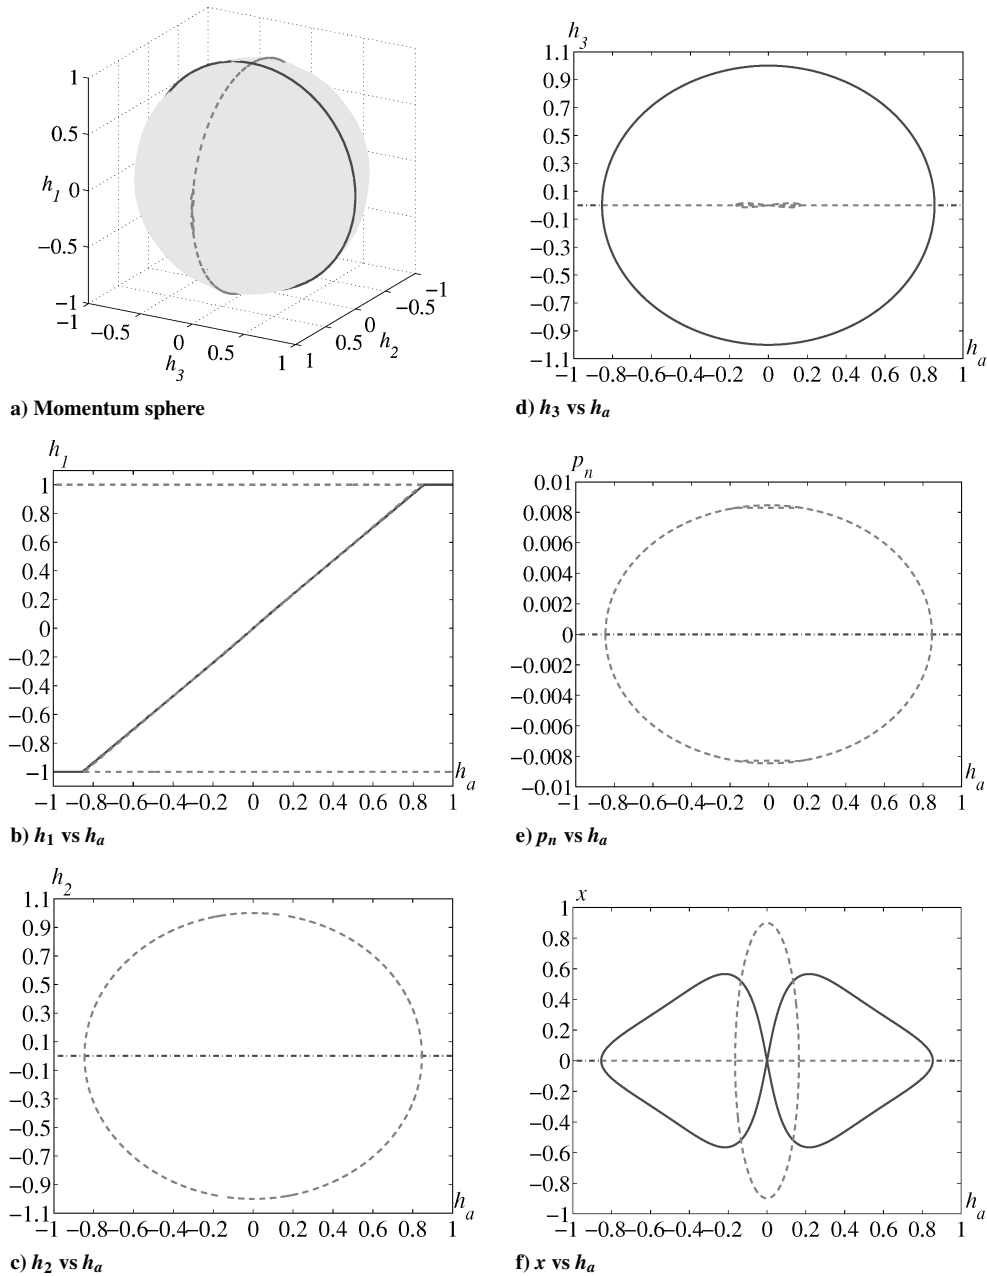 1
0.5
h1 0
−0.5
−1
−1
−0.5
0
0.5
1
h3
1
0.5
0
−0.5
−1
h2
a) Momentum sphere
h1
1
0.8
0.6
0.4
0.2
0
−0.2
−0.4
−0.6
−0.8
−1
ha
−1 −0.8 −0.6 −0.4 −0.2 0 0.2 0.4 0.6 0.8 1
b) h1 vs ha
h2
1.1
0.9
0.7
0.5
0.3
0.1
−0.1
−0.3
−0.5
−0.7
−0.9
−1.1
ha
−1 −0.8 −0.6 −0.4 −0.2 0 0.2 0.4 0.6 0.8 1
c) h2 vs ha
h3
1.1
0.9
0.7
0.5
0.3
0.1
−0.1
−0.3
−0.5
−0.7
−0.9
−1.1
ha
−1 −0.8 −0.6 −0.4 −0.2 0 0.2 0.4 0.6 0.8 1
d) h3 vs ha
pn
0.01
0.008
0.006
0.004
0.002
0
−0.002
−0.004
−0.006
−0.008
−0.01
ha
−1 −0.8 −0.6 −0.4 −0.2 0 0.2 0.4 0.6 0.8 1
e) pn vs ha
x
1
0.8
0.6
0.4
0.2
0
−0.2
−0.4
−0.6
−0.8
−1
ha
−1 −0.8 −0.6 −0.4 −0.2 0 0.2 0.4 0.6 0.8 1
f) x vs ha